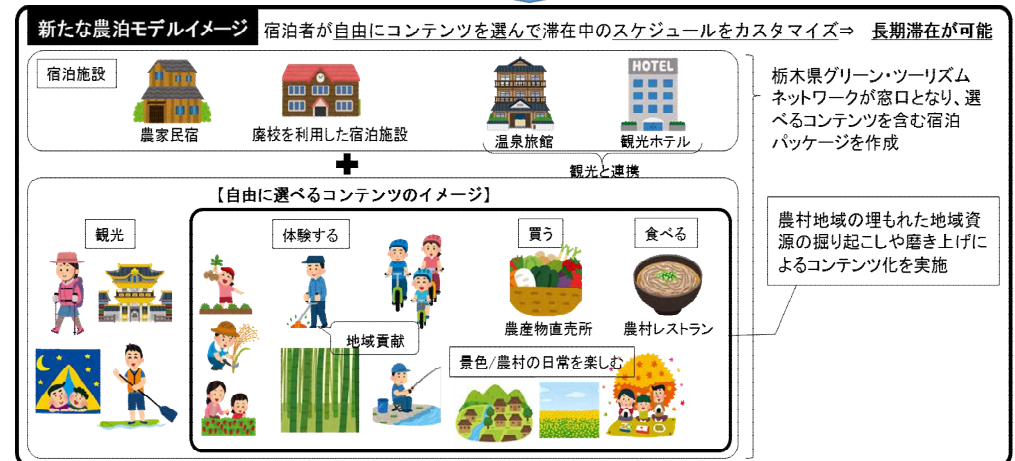 新たな農泊モデルイメージ
宿泊者が自由にコンテンツを選んで滞在中のスケジュールをカスタマイズ⇒ 長期滞在が可能
宿泊施設
農家民宿
廃校を利用した宿泊施設
HOTEL
温泉旅館
観光ホテル
観光と連携
栃木県グリーン・ツーリズム
ネットワークが窓口となり、選
べるコンテンツを含む宿泊
パッケージを作成
+
【自由に選べるコンテンツのイメージ】
観光
体験する
買う
食べる
農産物直売所
農村レストラン
地域貢献
景色/農村の日常を楽しむ
農村地域の埋もれた地域資
源の掘り起こしや磨き上げに
よるコンテンツ化を実施